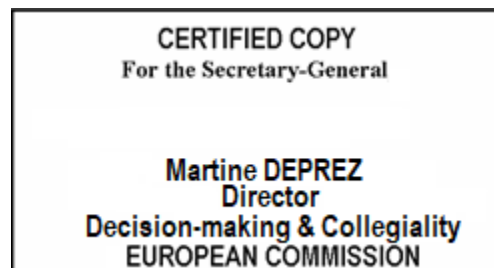 CERTIFIED COPY
For the Secretary-General
Martine DEPREZ
Director
Decision-making & Collegiality
EUROPEAN COMMISSION